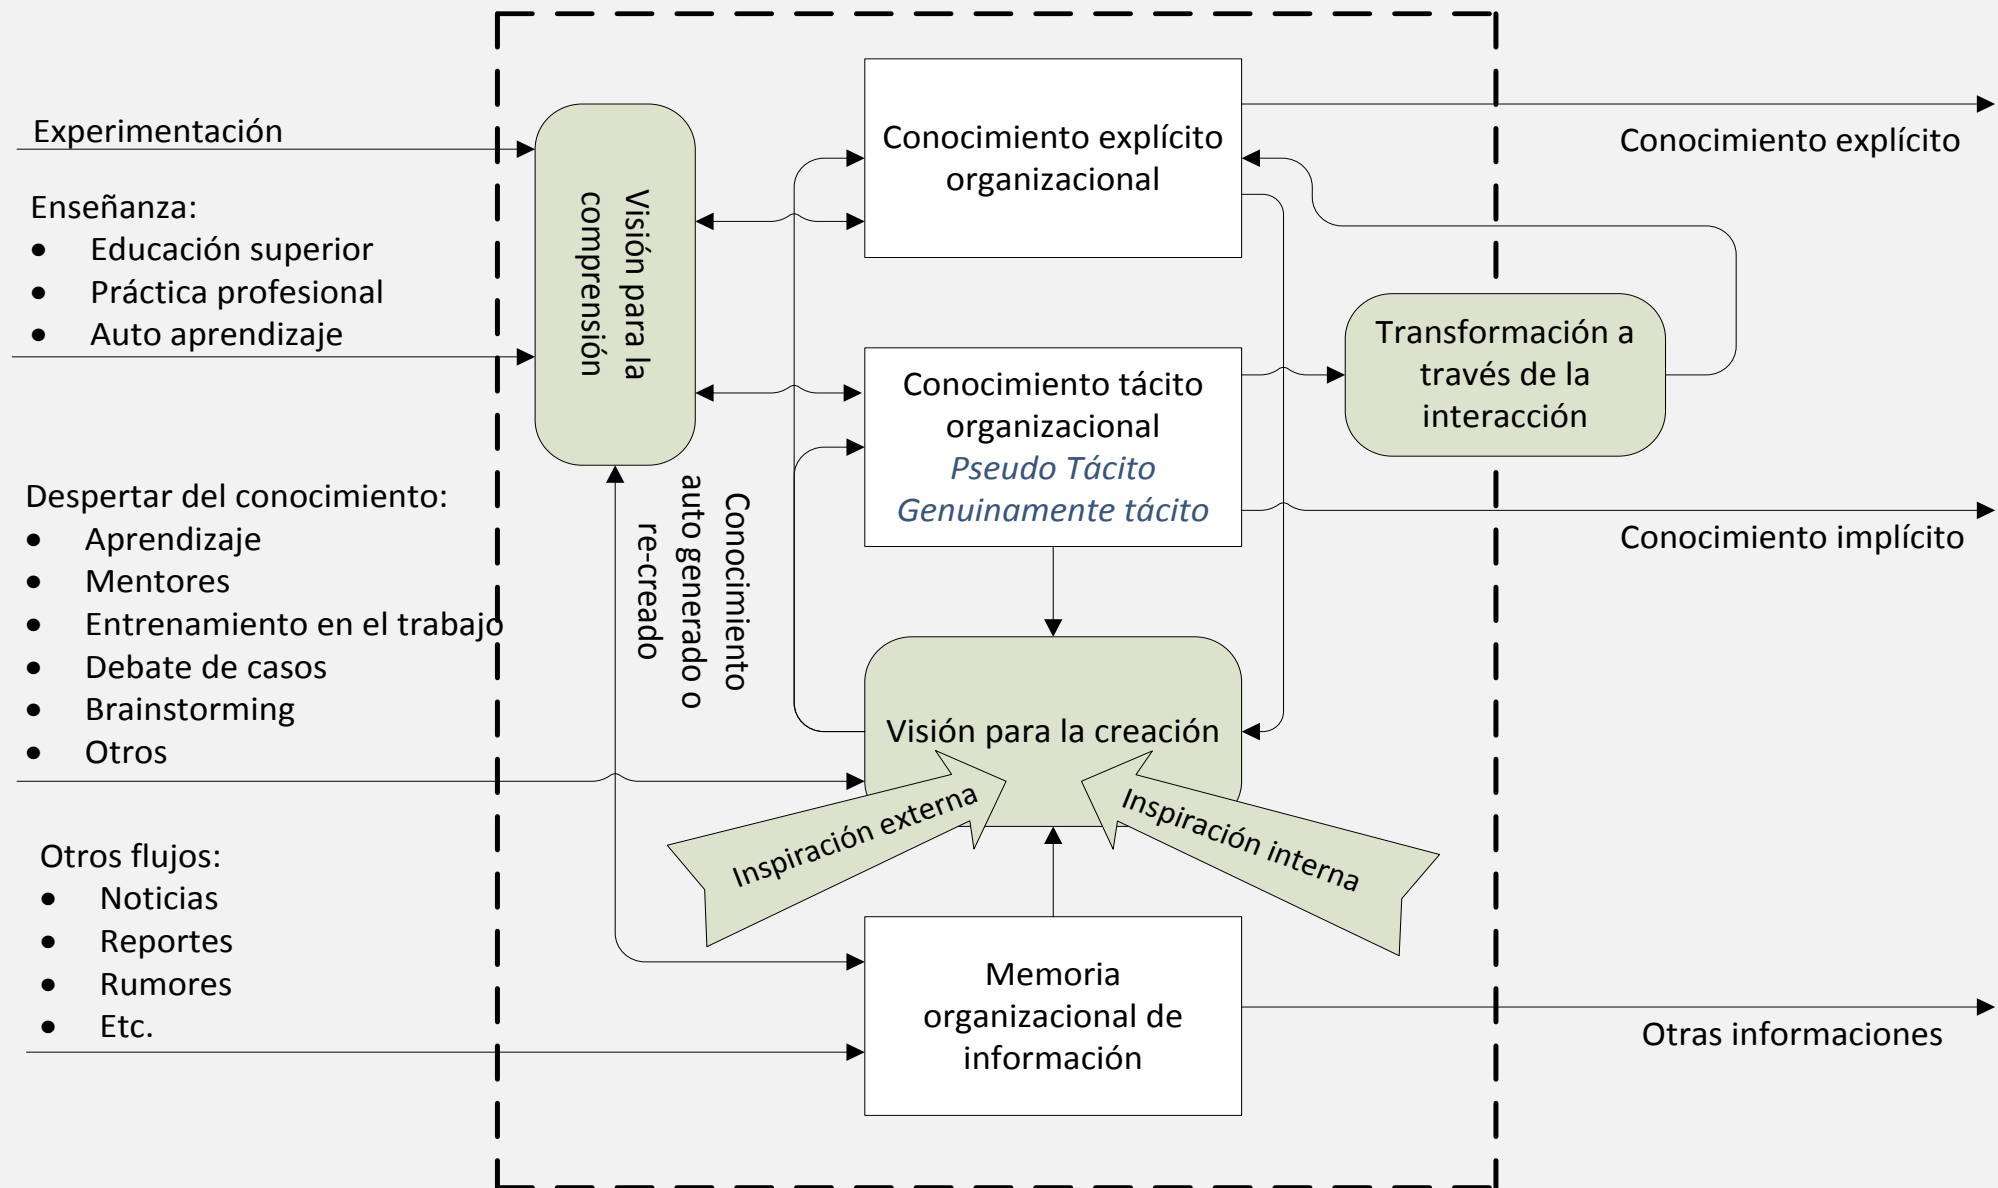 Experimentación
Enseñanza:
• Educación superior
• Práctica profesional
• Auto aprendizaje
Despertar del conocimiento:
• Aprendizaje
• Mentores
• Entrenamiento en el trabajo
• Debate de casos
• Brainstorming
• Otros
Otros flujos:
• Noticias
• Reportes
• Rumores
• Etc.
Visión para la
comprensión
Conocimiento
auto generado o
re-creado
Conocimiento explícito
organizacional
Conocimiento tácito
organizacional
Pseudo Tácito
Genuinamente tácito
Visión para la creación
Inspiración externa
Inspiración interna
Memoria
organizacional de
información
Transformación a
través de la
interacción
Conocimiento explícito
Conocimiento implícito
Otras informaciones